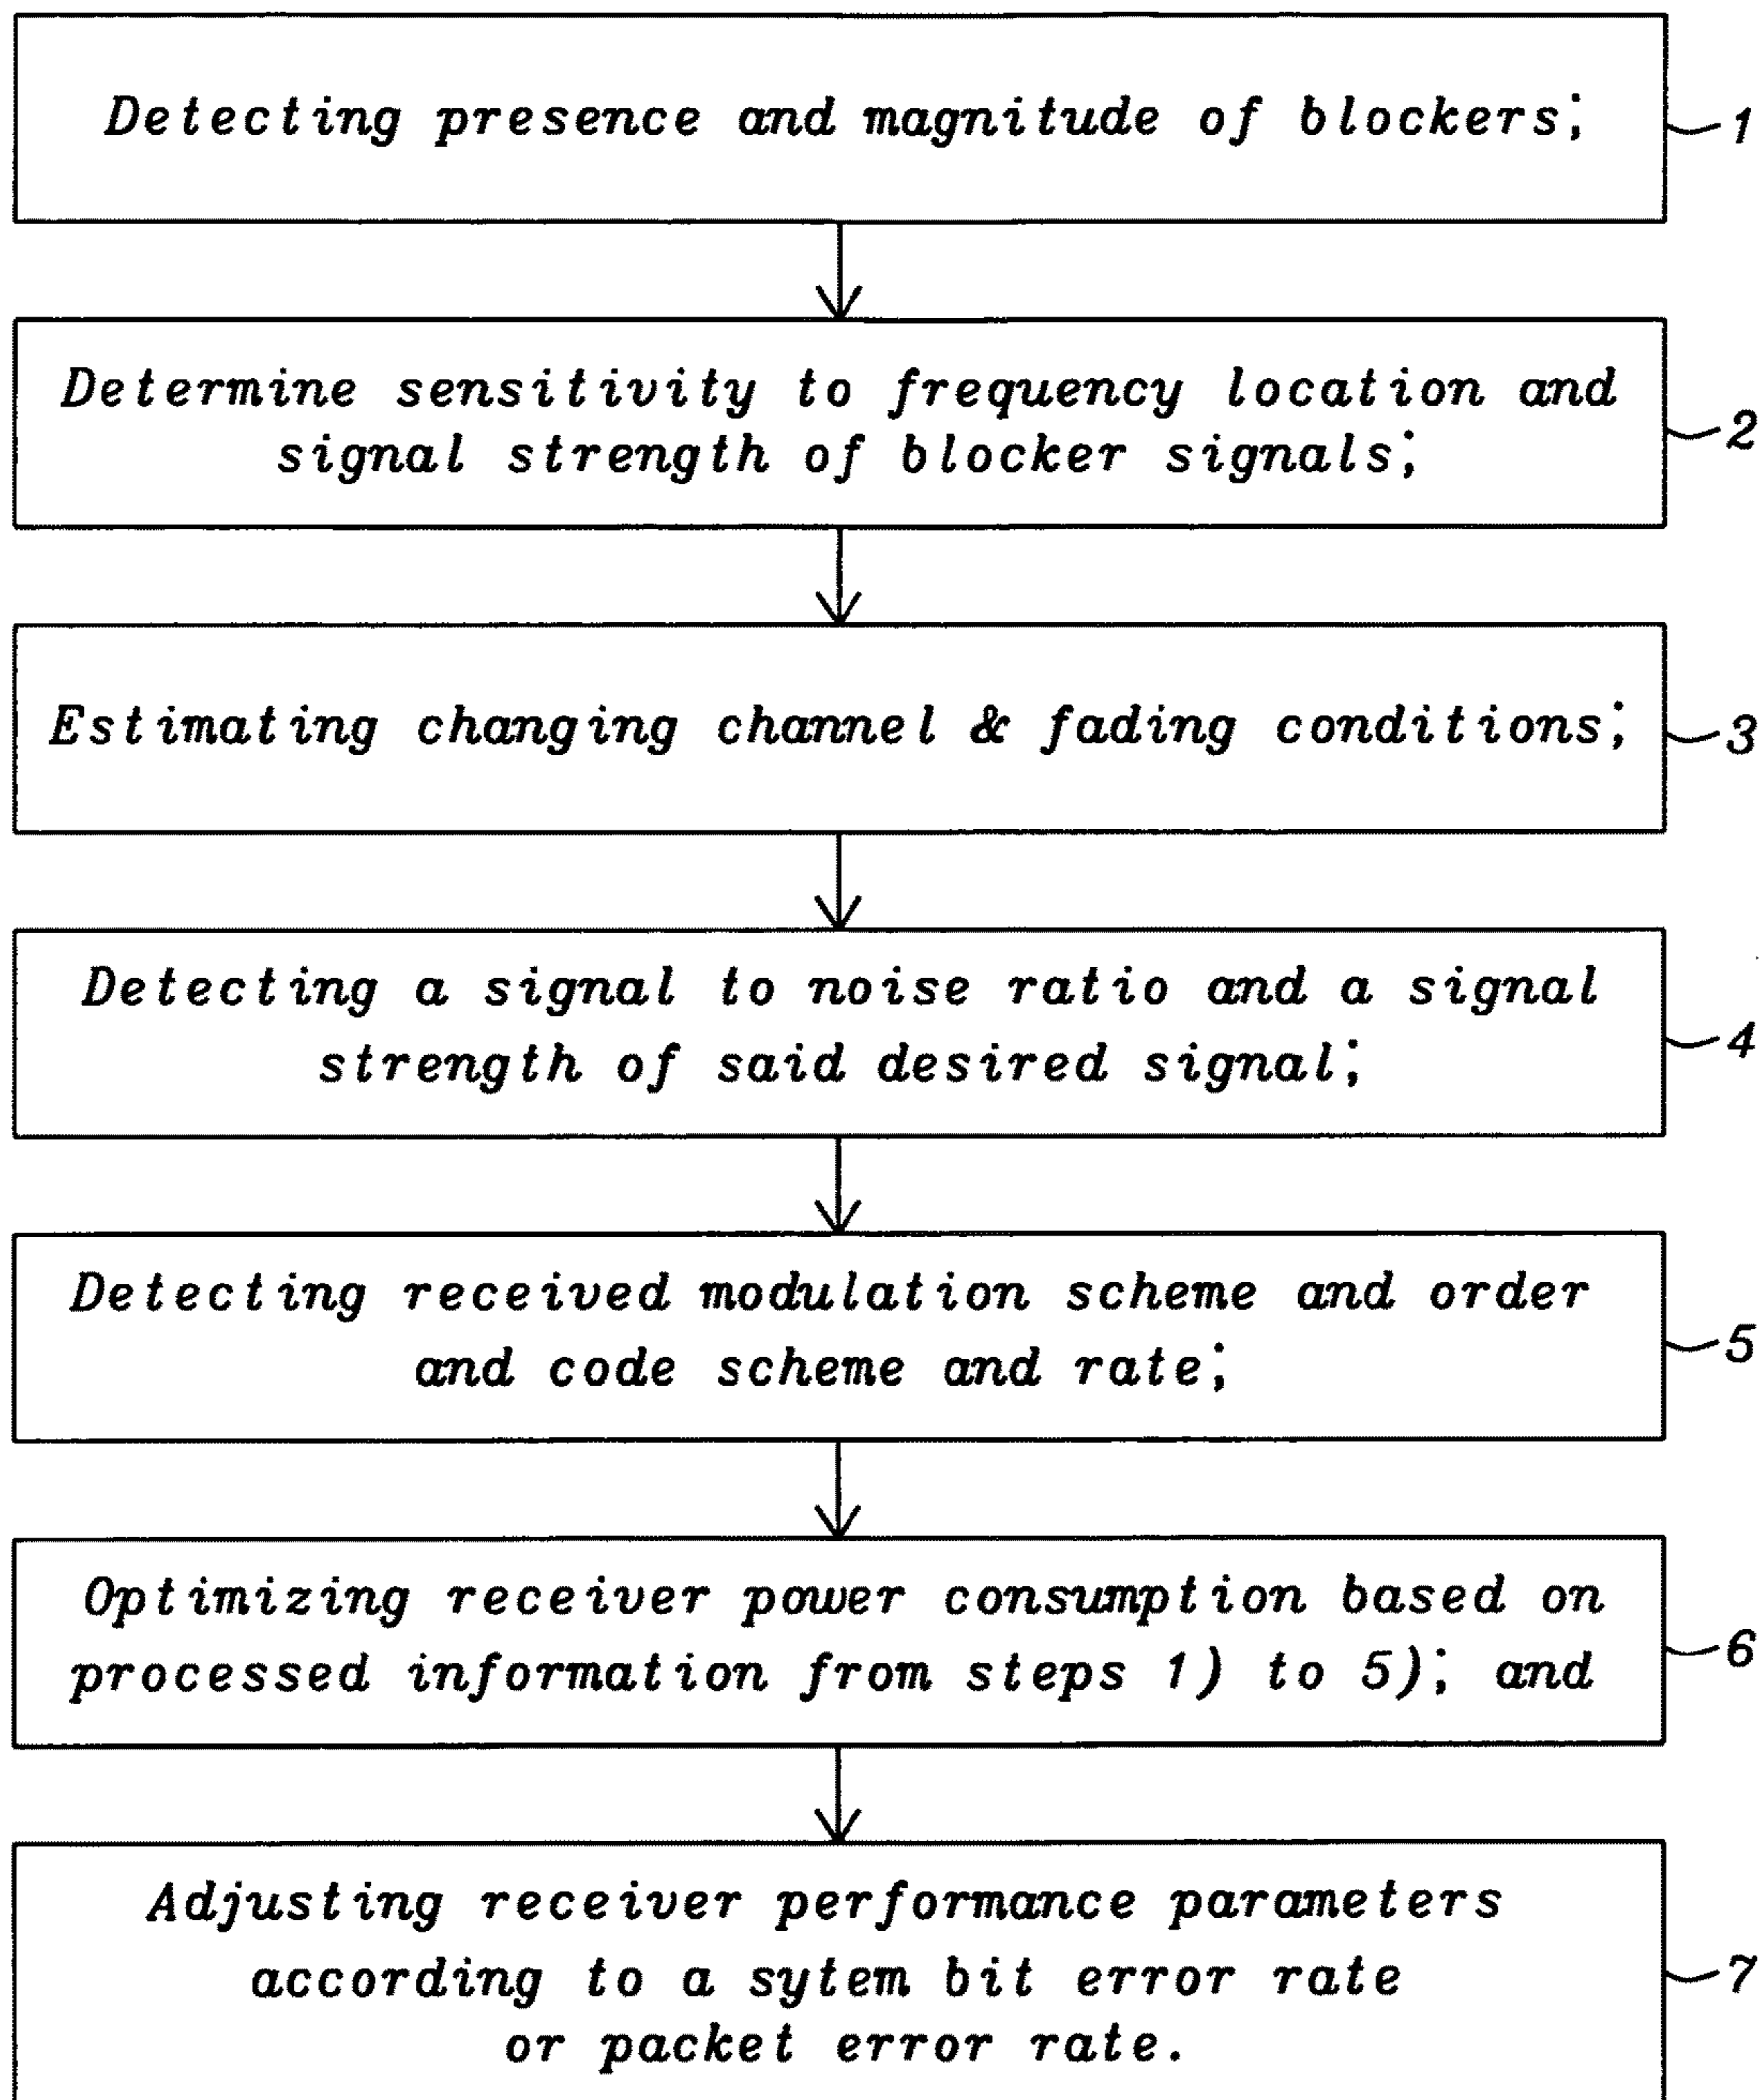 Detecting presence and magnitude of blockers;
1
Determine sensitivity to frequency location and
signal strength of blocker signals;
2
Estimating changing channel & fading conditions;
3
Detecting a signal to noise ratio and a signal
strength of said desired signal;
4
Detecting received modulation scheme and order
and code scheme and rate;
5
Optimizing receiver power consumption based on
processed information from steps 1) to 5); and
6
Adjusting receiver performance parameters
according to a sytem bit error rate
or packet error rate.
7